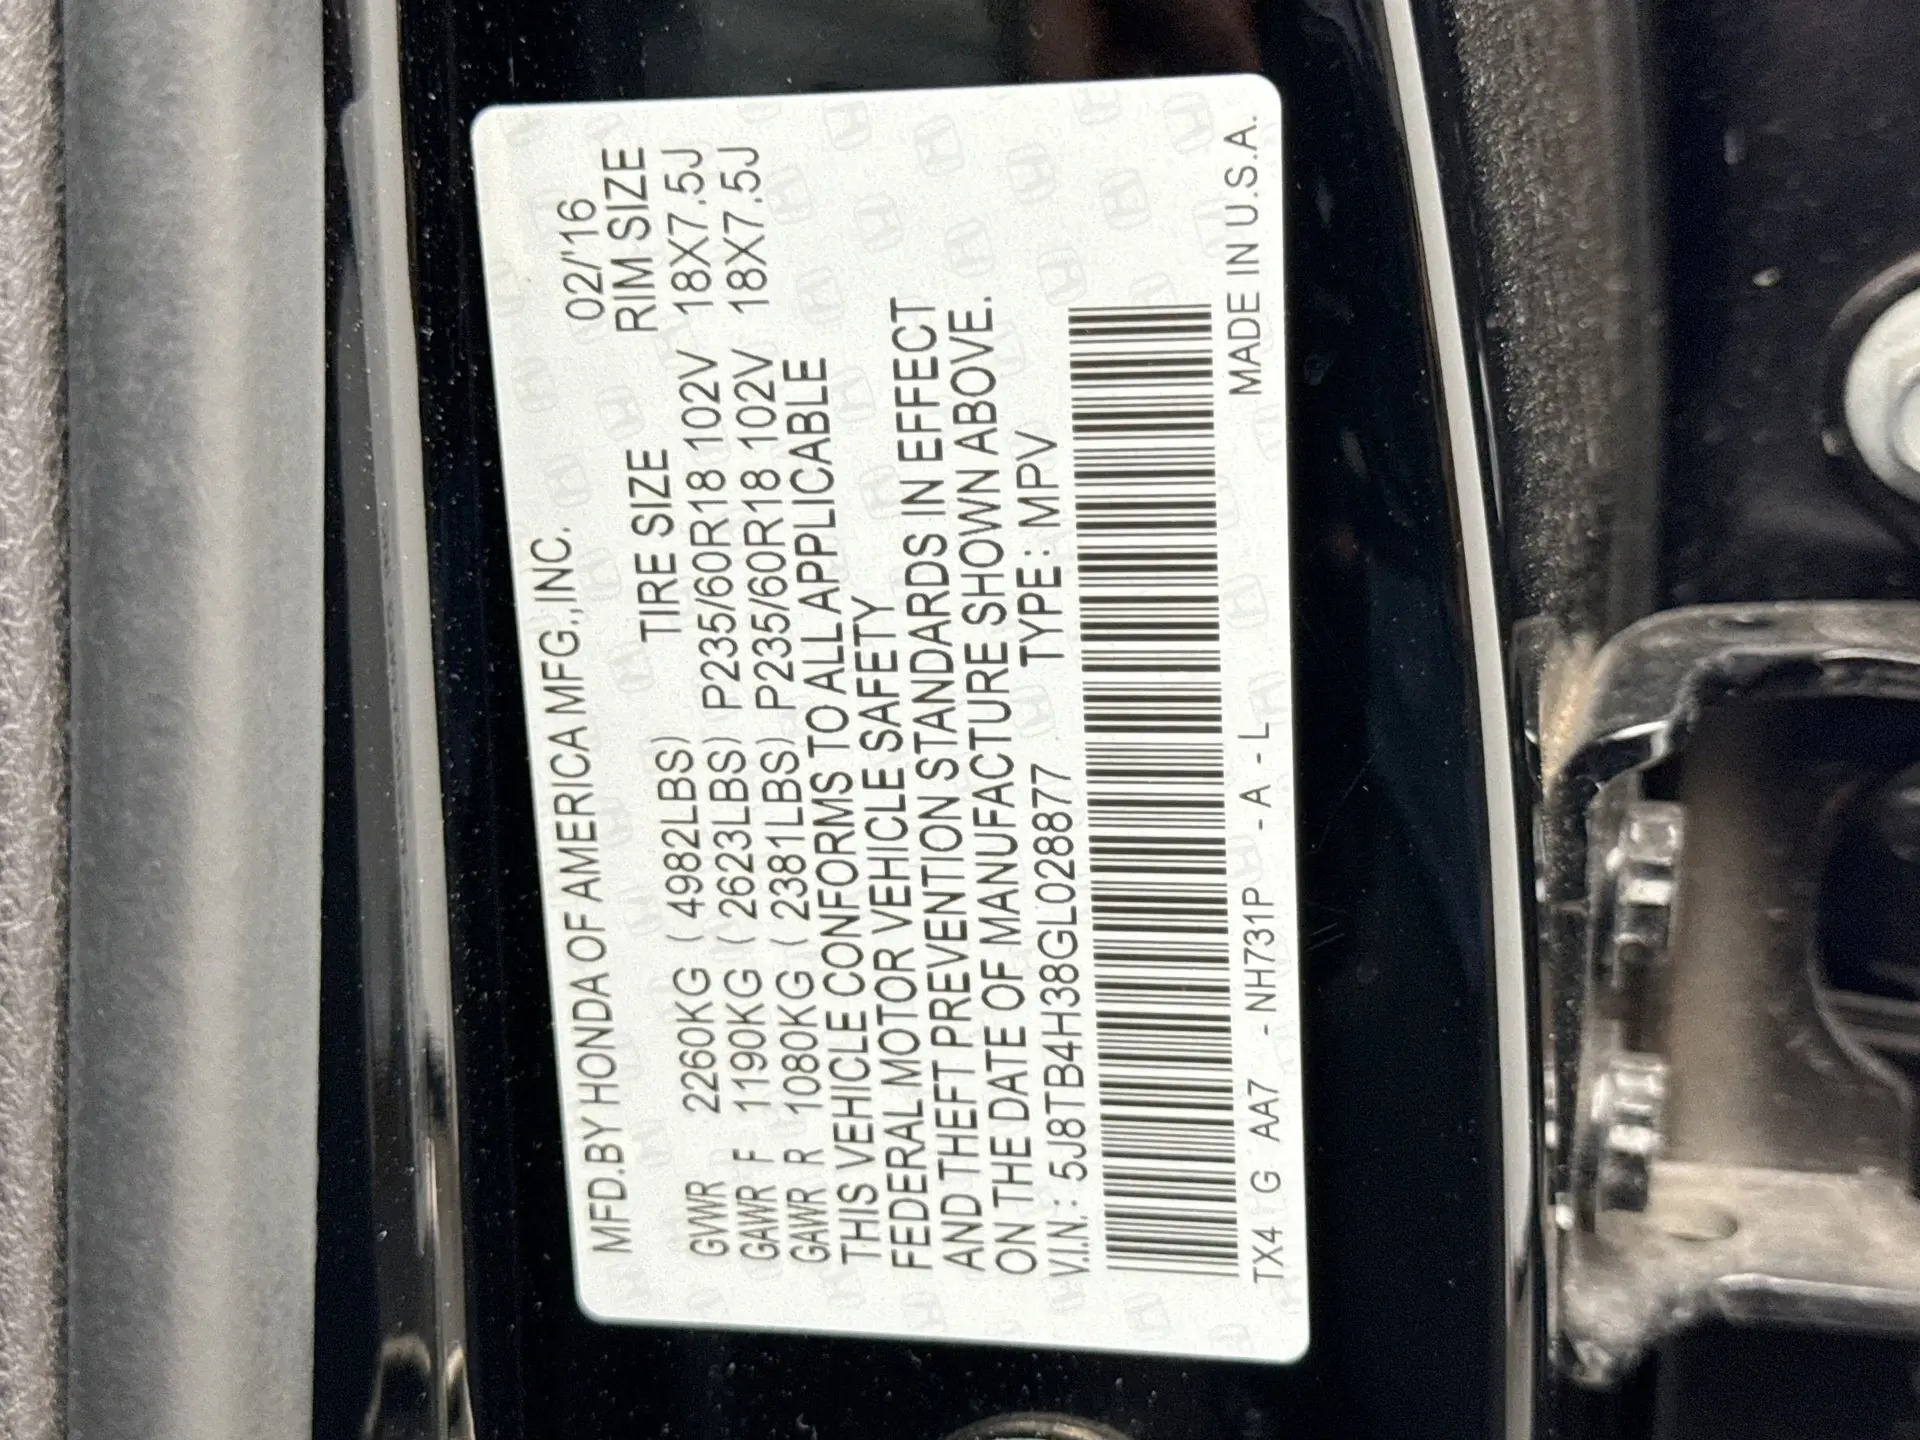 MFD.BY HONDA OF AMERICA MFG.,INC. 02/'16
TIRE SIZE RIM SIZE
GVWR 2260KG ( 4982LBS) P235/60R18 102V 18X7.5J
GAWR F 1190KG ( 2623LBS) P235/60R18 102V 18X7.5J
GAWR R 1080KG ( 2381LBS)
THIS VEHICLE CONFORMS TO ALL APPLICABLE
FEDERAL MOTOR VEHICLE SAFETY
AND THEFT PREVENTION STANDARDS IN EFFECT
ON THE DATE OF MANUFACTURE SHOWN ABOVE.
V.I.N.: 5J8TB4H38GL028877 TYPE: MPV
TX4 G AA7 - NH731P - A - L MADE IN U.S.A.